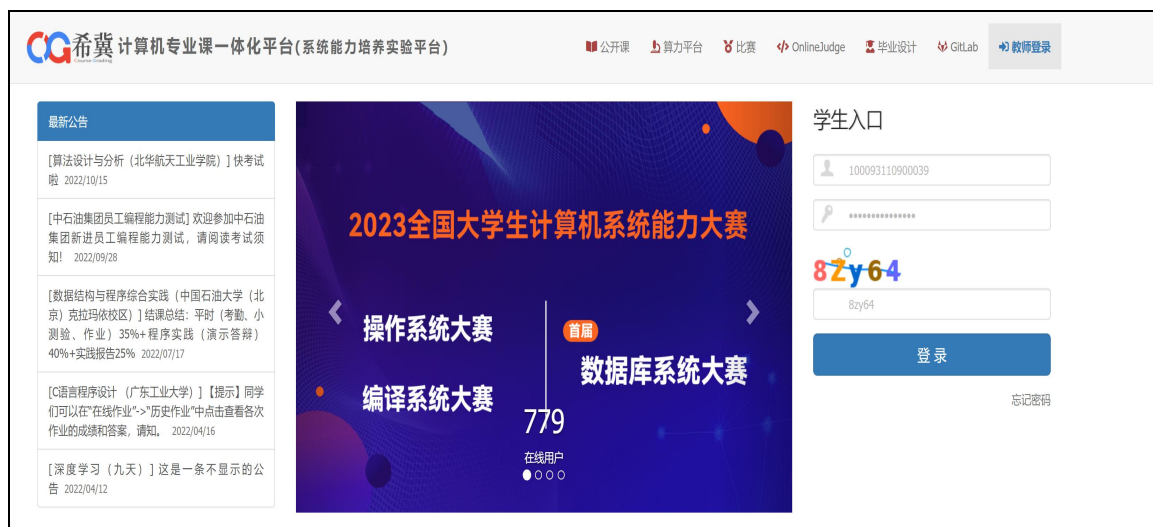 CG希冀 计算机专业课一体化平台(系统能力培养实验平台)
Course Grading
公开课 算力平台 比赛 OnlineJudge 毕业设计 GitLab 教师登录
最新公告
[算法设计与分析（北华航天工业学院）] 快考试
啦 2022/10/15
[中石油集团员工编程能力测试] 欢迎参加中石油
集团新进员工编程能力测试，请阅读考试须
知！ 2022/09/28
[数据结构与程序综合实践（中国石油大学（北
京）克拉玛依校区）] 结课总结：平时（考勤、小
测验、作业）35%+程序实践（演示答辩）
40%+实践报告25% 2022/07/17
[C语言程序设计 （广东工业大学）] 【提示】同学
们可以在"在线作业"->"历史作业"中点击查看各次
作业的成绩和答案，请知。 2022/04/16
[深度学习（九天）] 这是一条不显示的公
告 2022/04/12
2023全国大学生计算机系统能力大赛
操作系统大赛
编译系统大赛
首届
数据库系统大赛
779
在线用户
学生入口
100093110900039
8Zy64
8zy64
登 录
忘记密码